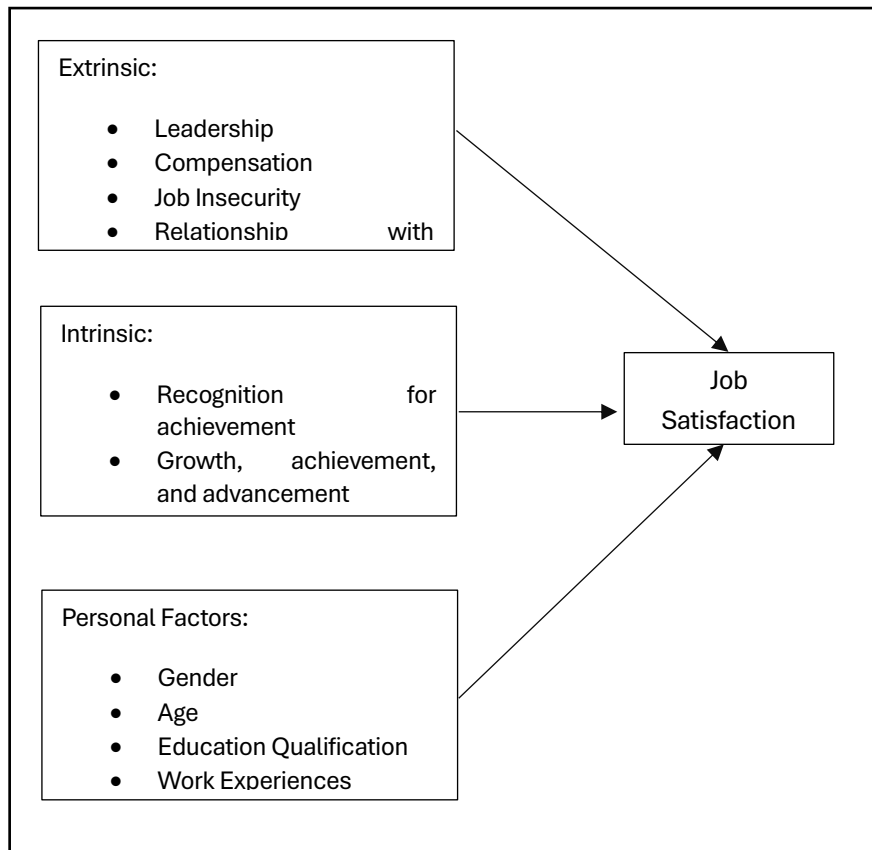 Extrinsic:
• Leadership
• Compensation
• Job Insecurity
• Relationship with
Intrinsic:
• Recognition for
achievement
• Growth, achievement,
and advancement
Job
Satisfaction
Personal Factors:
• Gender
• Age
• Education Qualification
• Work Experiences